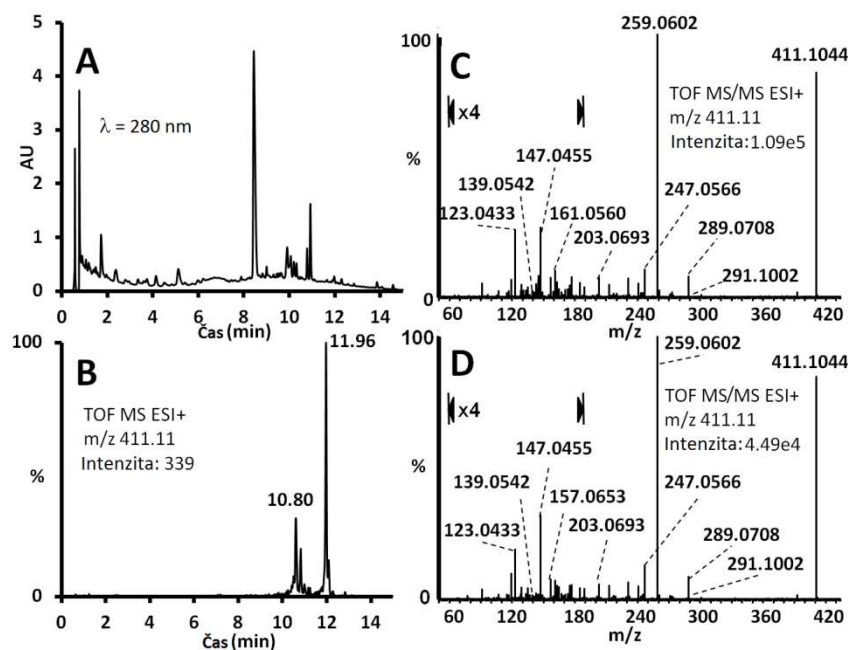 A
λ = 280 nm
AU
5
4
3
2
1
0
0 2 4 6 8 10 12 14
Čas (min)
B
TOF MS ESI+
m/z 411.11
Intenzita: 339
%
100
0
10.80
11.96
0 2 4 6 8 10 12 14
Čas (min)
C
x4
259.0602
411.1044
TOF MS/MS ESI+
m/z 411.11
Intenzita:1.09e5
147.0455
139.0542
123.0433
161.0560
203.0693
247.0566
289.0708
291.1002
100
%
0
60 120 180 240 300 360 420
m/z
D
x4
259.0602
411.1044
TOF MS/MS ESI+
m/z 411.11
Intenzita:4.49e4
147.0455
139.0542
157.0653
123.0433
203.0693
247.0566
289.0708
291.1002
100
%
0
60 120 180 240 300 360 420
m/z